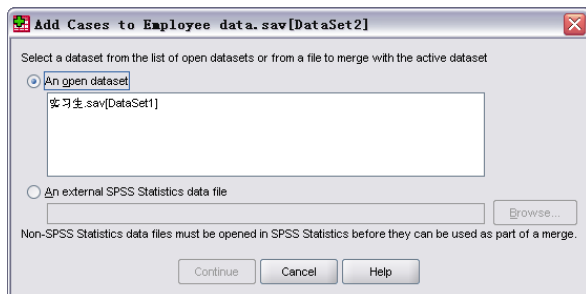 Add Cases to Employee data.sav[DataSet2]
Select a dataset from the list of open datasets or from a file to merge with the active dataset
An open dataset
实习生.sav[DataSet1]
An external SPSS Statistics data file
Browse...
Non-SPSS Statistics data files must be opened in SPSS Statistics before they can be used as part of a merge.
Continue Cancel Help